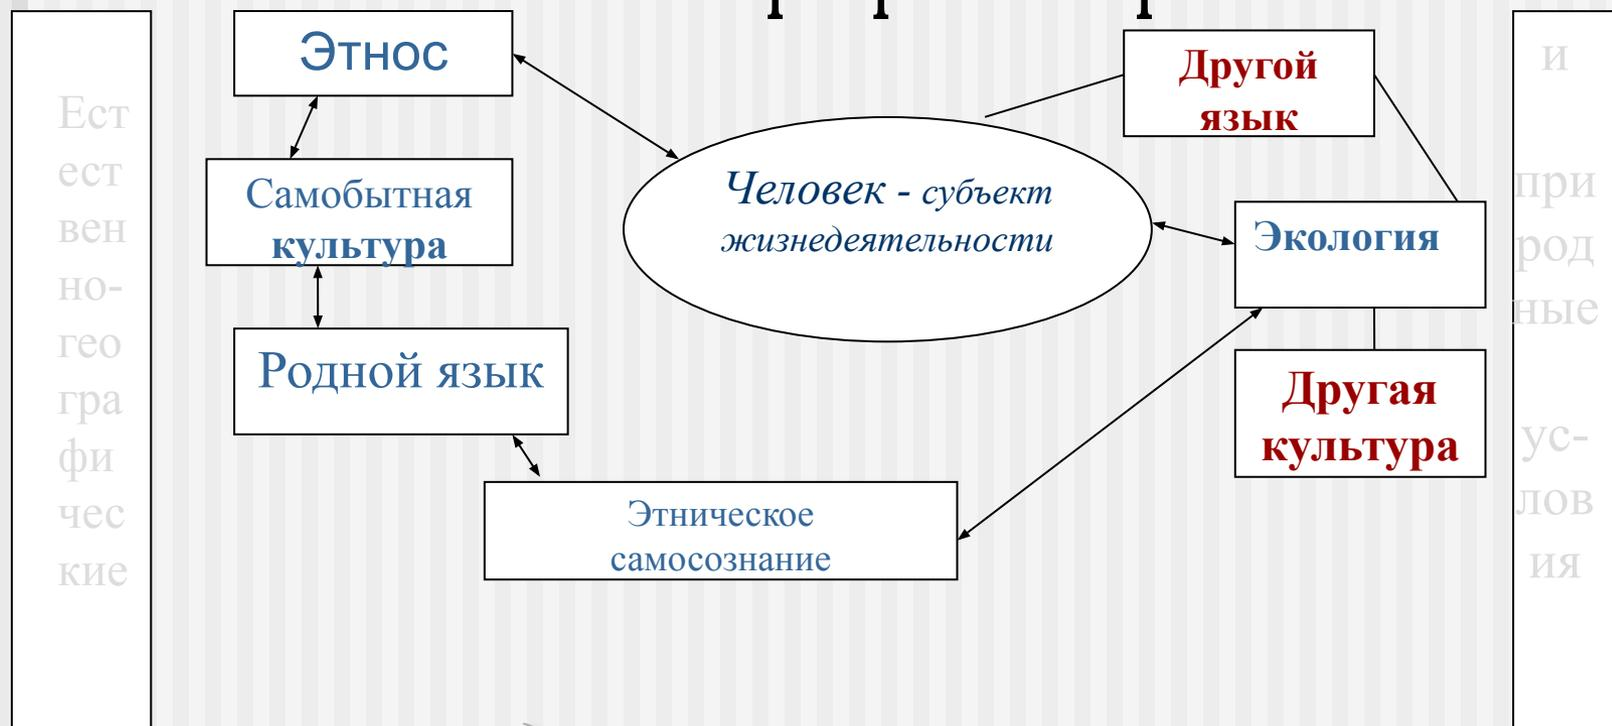 Ест
ест
вен
но-
гео
гра
фи
чес
кие
Этнос
Самобытная
культура
Родной язык
Этническое
самосознание
Человек - субъект
жизнедеятельности
Другой
язык
Экология
Другая
культура
и
при
род
ные
ус-
лов
ия